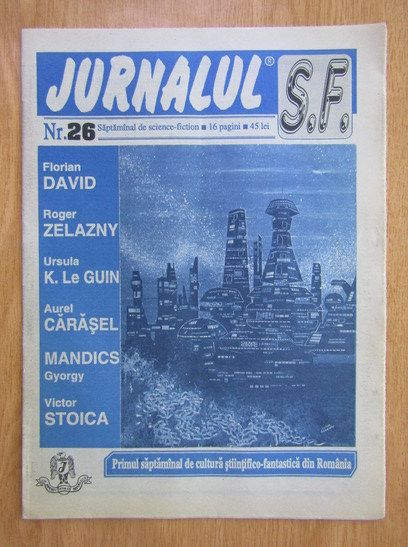 JURNALUL®
S.F.
Nr.26 Săptămînal de science-fiction ■ 16 pagini ■ 45 lei
Florian
DAVID
Roger
ZELAZNY
Ursula
K. Le GUIN
Aurel
CĂRĂŞEL
MANDICS
Gyorgy
Victor
STOICA
Primul săptămînal de cultură ştiinţifico-fantastică din România